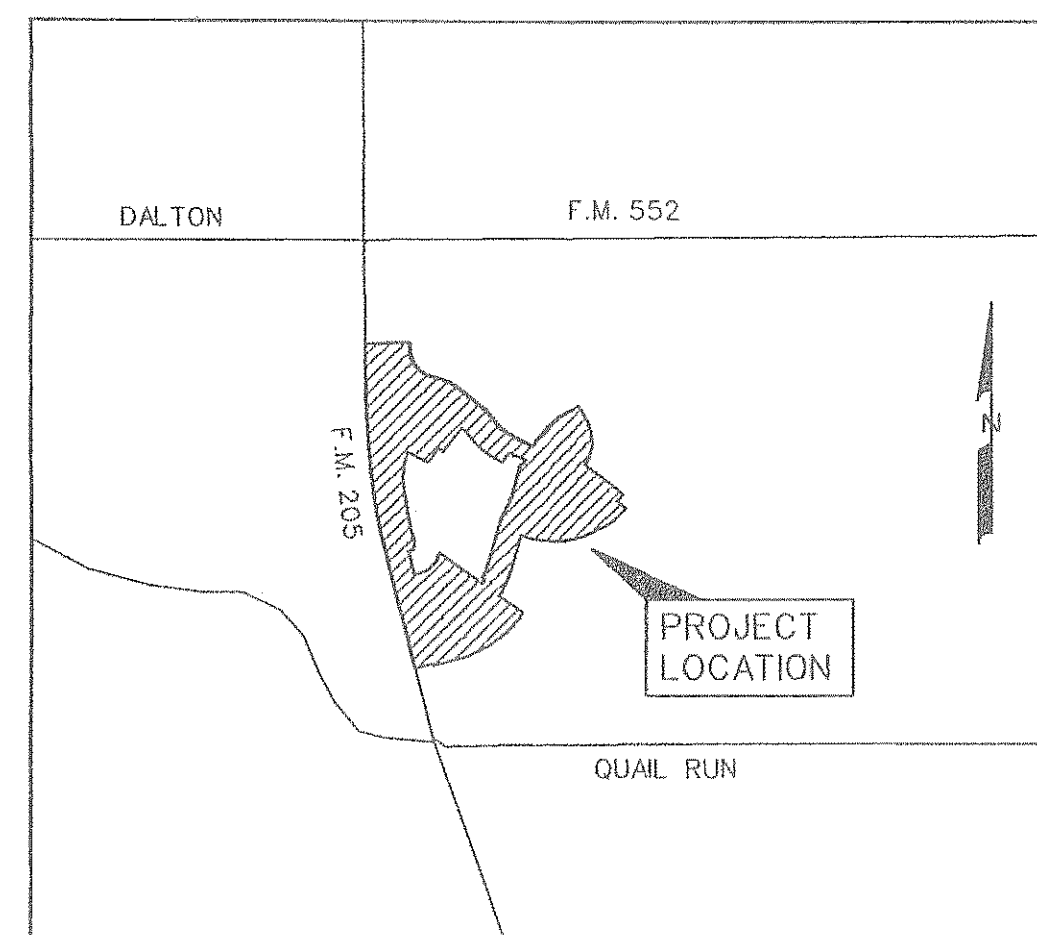 DALTON
F.M. 552
F.M. 205
N
PROJECT
LOCATION
QUAIL RUN